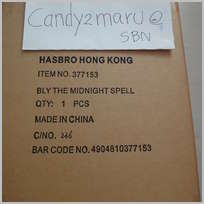 Candy2maru@
SBN
HASBRO HONG KONG
ITEM NO. 377153
BLY THE MIDNIGHT SPELL
QTY: 1 PCS
MADE IN CHINA
C/NO.
BAR CODE NO. 4904810377153